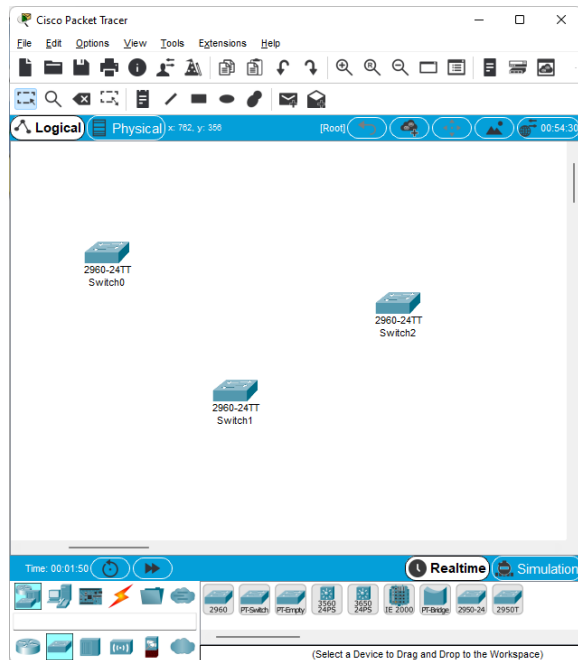 Cisco Packet Tracer
File Edit Options View Tools Extensions Help
Logical Physical x: 762, y: 356 [Root] 00:54:30
2960-24TT
Switch0
2960-24TT
Switch2
2960-24TT
Switch1
Time: 00:01:50 Realtime Simulation
2960 PT-Switch PT-Empty 3560 24PS 3650 24PS IE 2000 PT-Bridge 2950-24 2950T
(Select a Device to Drag and Drop to the Workspace)